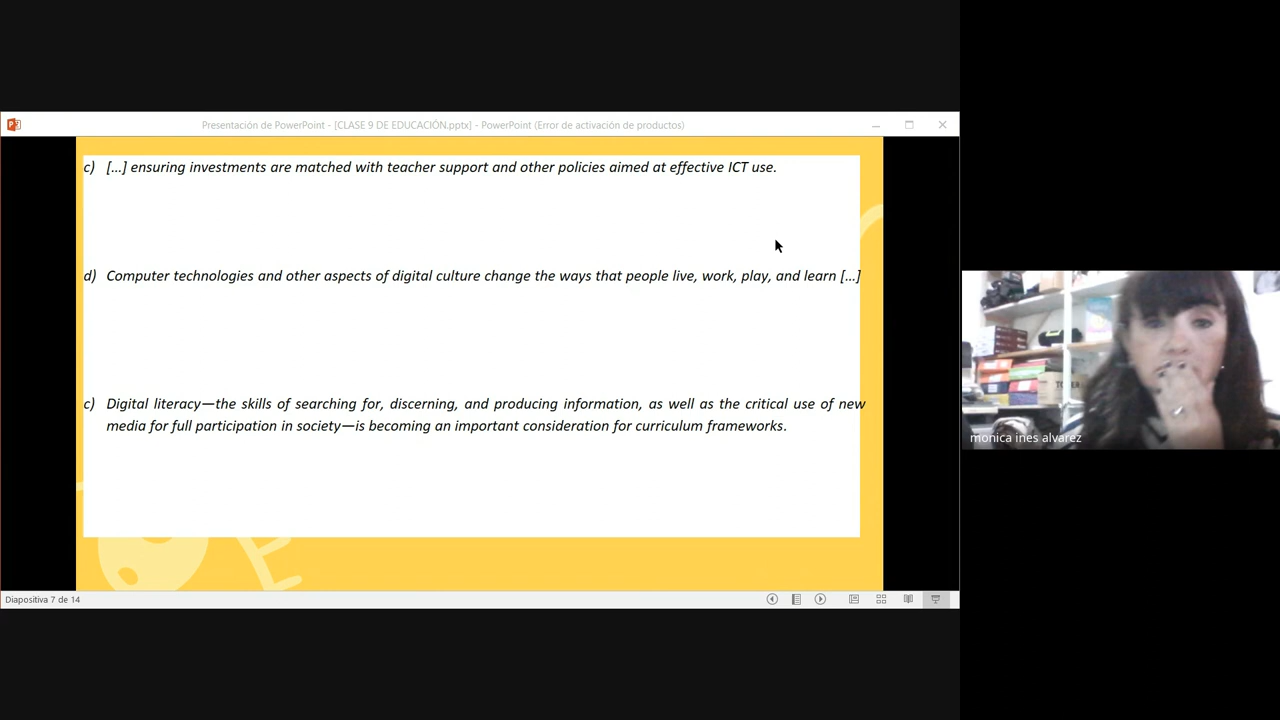 Presentación de PowerPoint - [CLASE 9 DE EDUCACIÓN.pptx] - PowerPoint (Error de activación de productos)
c) [...] ensuring investments are matched with teacher support and other policies aimed at effective ICT use.
d) Computer technologies and other aspects of digital culture change the ways that people live, work, play, and learn [...]
c) Digital literacy—the skills of searching for, discerning, and producing information, as well as the critical use of new
media for full participation in society—is becoming an important consideration for curriculum frameworks.
monica ines alvarez
Diapositiva 7 de 14